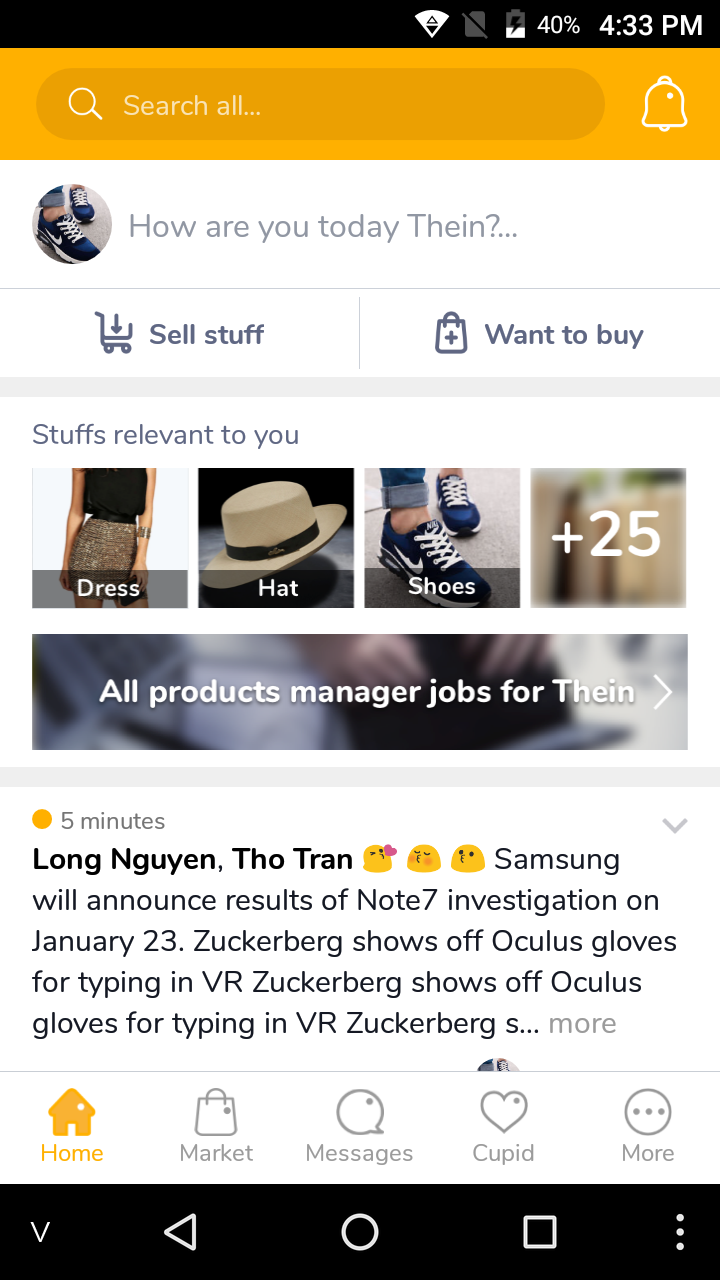 40% 4:33 PM
Search all...
How are you today Thein?...
Sell stuff
Want to buy
Stuffs relevant to you
Dress
Hat
Shoes
+25
All products manager jobs for Thein
5 minutes
Long Nguyen, Tho Tran 😙💕 😚 😗 Samsung
will announce results of Note7 investigation on
January 23. Zuckerberg shows off Oculus gloves
for typing in VR Zuckerberg shows off Oculus
gloves for typing in VR Zuckerberg s... more
Home
Market
Messages
Cupid
More